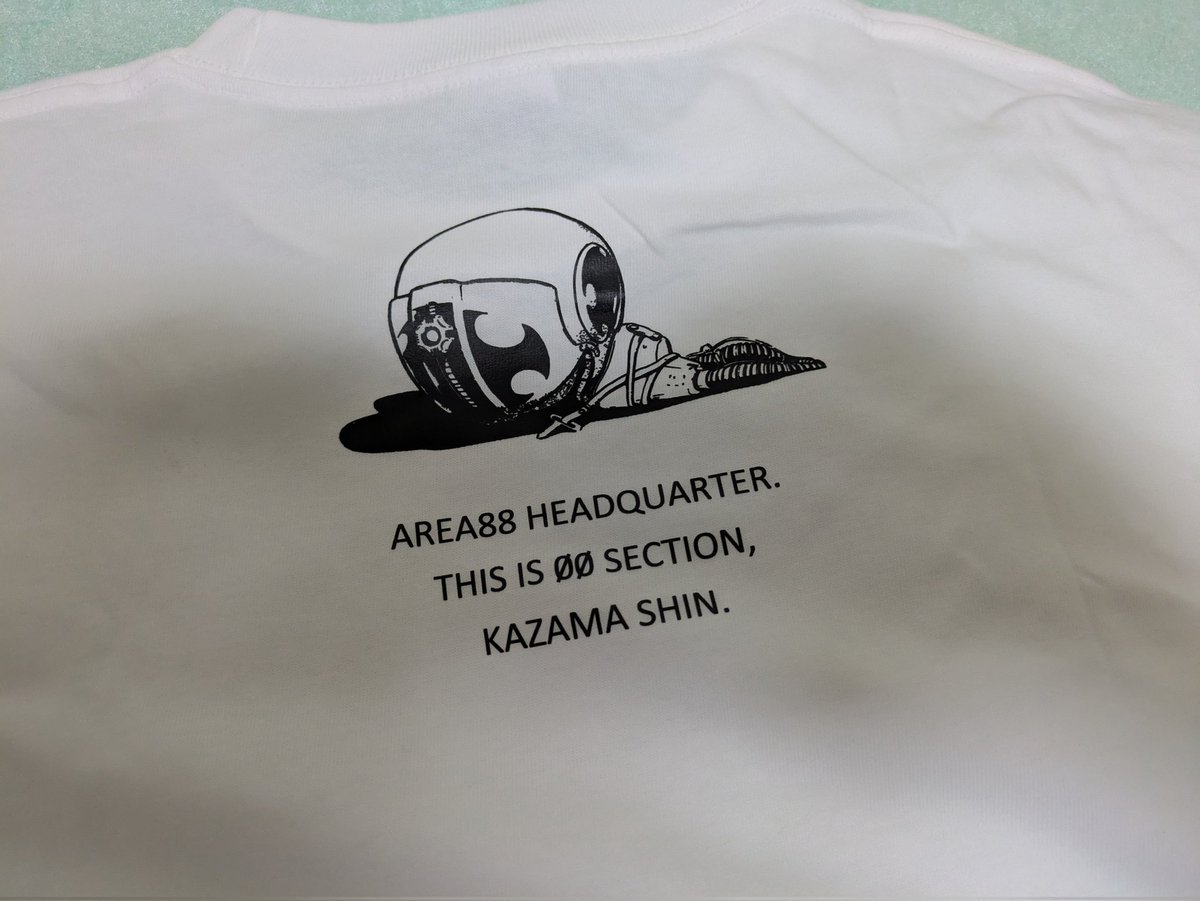 AREA88 HEADQUARTER.
THIS IS ØØ SECTION,
KAZAMA SHIN.